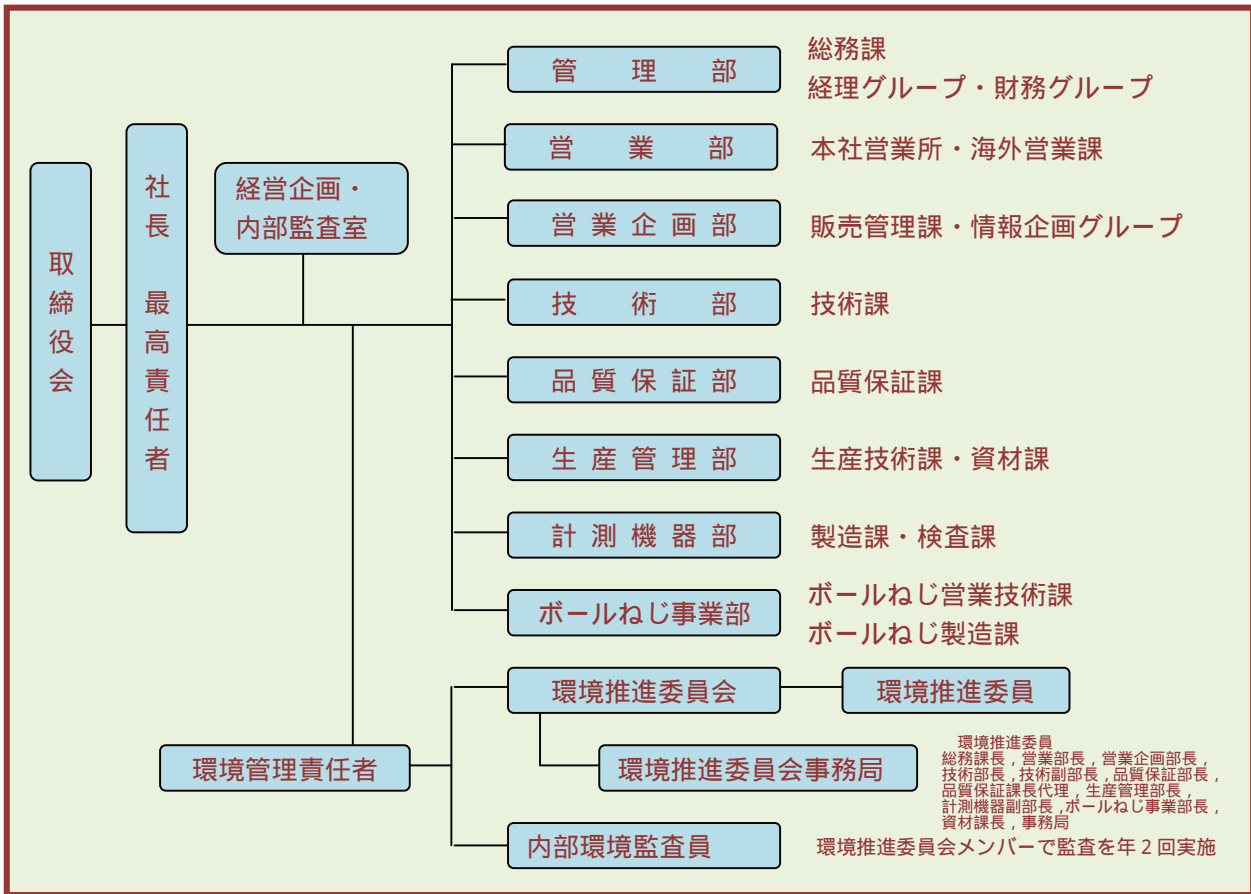 取締役会
社長 最高責任者
経営企画・
内部監査室
管理部
総務課
経理グループ・財務グループ
営業部
本社営業所・海外営業課
営業企画部
販売管理課・情報企画グループ
技術部
技術課
品質保証部
品質保証課
生産管理部
生産技術課・資材課
計測機器部
製造課・検査課
ボールねじ事業部
ボールねじ営業技術課
ボールねじ製造課
環境管理責任者
環境推進委員会
環境推進委員
環境推進委員会事務局
環境推進委員
総務課長，営業部長，営業企画部長，
技術部長，技術副部長，品質保証部長，
品質保証課長代理，生産管理部長，
計測機器副部長，ボールねじ事業部長，
資材課長，事務局
内部環境監査員
環境推進委員会メンバーで監査を年２回実施